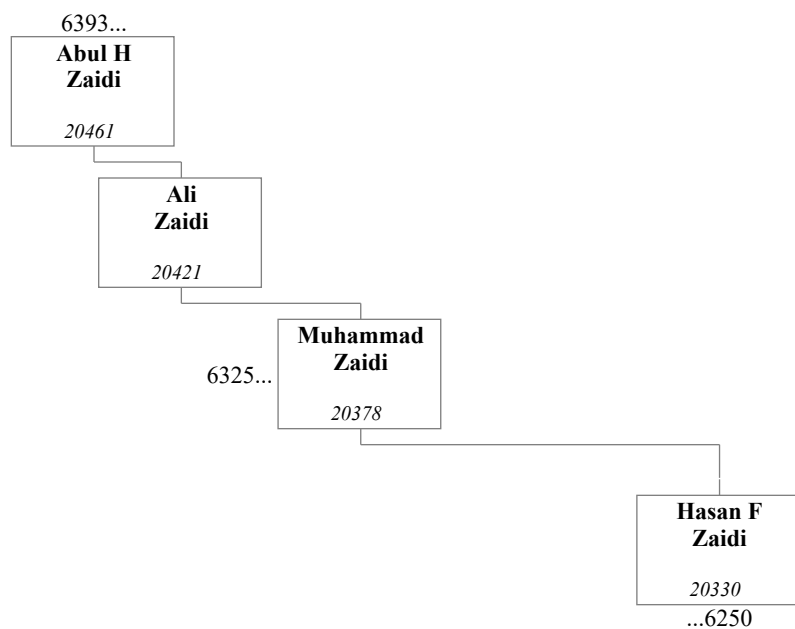 6393...
Abul H
Zaidi
20461
Ali
Zaidi
20421
Muhammad
Zaidi
6325...
20378
Hasan F
Zaidi
20330
...6250